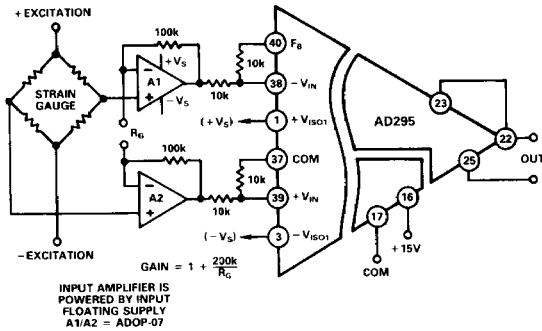 +EXCITATION
STRAIN
GAUGE
-EXCITATION
100k
+VS
A1
-VS
10k
10k
RG
100k
A2
10k
10k
40 FB
38 -VIN
(+VS) 1 +VISO1
37 COM
39 +VIN
(-VS) 3 -VISO1
AD295
23
22
25
OUT
16
17
+15V
COM
GAIN = 1 + 200k
RG
INPUT AMPLIFIER IS
POWERED BY INPUT
FLOATING SUPPLY
A1/A2 = ADOP-07